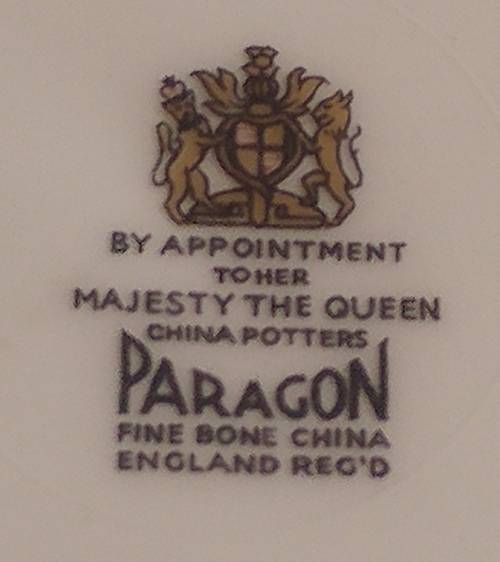 BY APPOINTMENT
TO HER
MAJESTY THE QUEEN
CHINA POTTERS
PARAGON
FINE BONE CHINA
ENGLAND REG'D